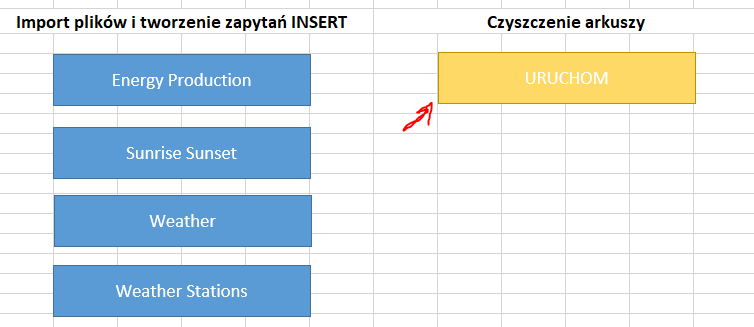 Import plików i tworzenie zapytań INSERT
Czyszczenie arkuszy
Energy Production
URUCHOM
Sunrise Sunset
Weather
Weather Stations